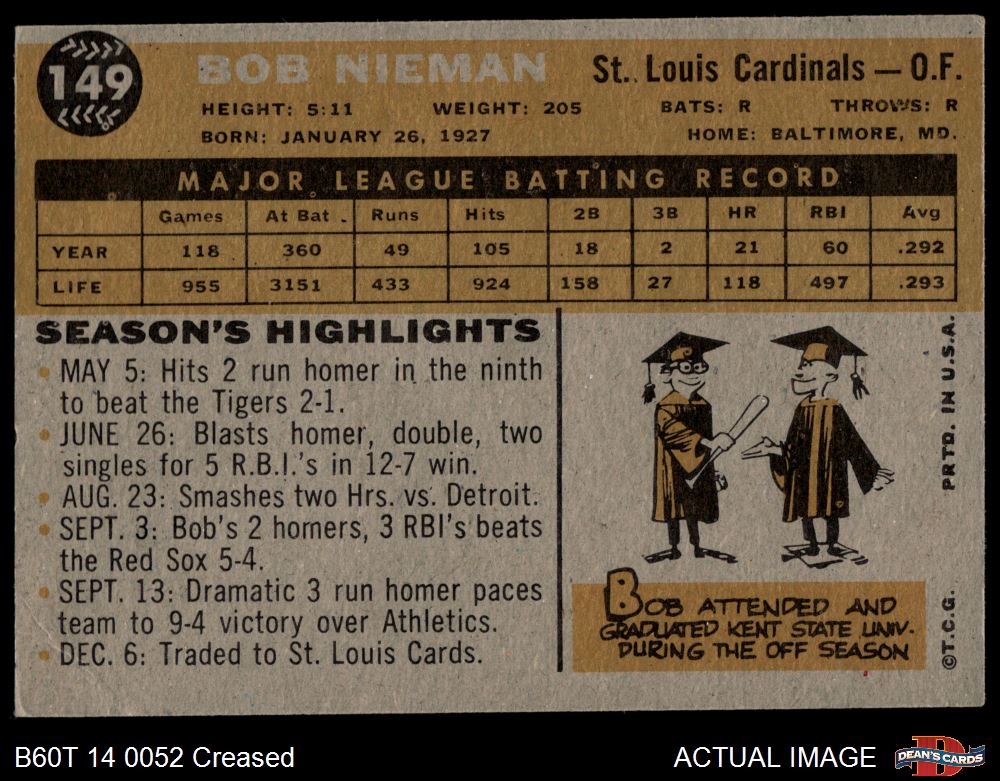 149
BOB NIEMAN
St. Louis Cardinals — O.F.
HEIGHT: 5:11 WEIGHT: 205 BATS: R THROWS: R
BORN: JANUARY 26, 1927 HOME: BALTIMORE, MD.
MAJOR LEAGUE BATTING RECORD
Games At Bat Runs Hits 2B 3B HR RBI Avg
YEAR 118 360 49 105 18 2 21 60 .292
LIFE 955 3151 433 924 158 27 118 497 .293
SEASON'S HIGHLIGHTS
• MAY 5: Hits 2 run homer in the ninth
to beat the Tigers 2-1.
• JUNE 26: Blasts homer, double, two
singles for 5 R.B.I.'s in 12-7 win.
• AUG. 23: Smashes two Hrs. vs. Detroit.
• SEPT. 3: Bob's 2 homers, 3 RBI's beats
the Red Sox 5-4.
• SEPT. 13: Dramatic 3 run homer paces
team to 9-4 victory over Athletics.
• DEC. 6: Traded to St. Louis Cards.
BOB ATTENDED AND
GRADUATED KENT STATE UNIV.
DURING THE OFF SEASON
©T.C.G. PRTD. IN U.S.A.
B60T 14 0052 Creased
ACTUAL IMAGE
D
DEAN'S CARDS